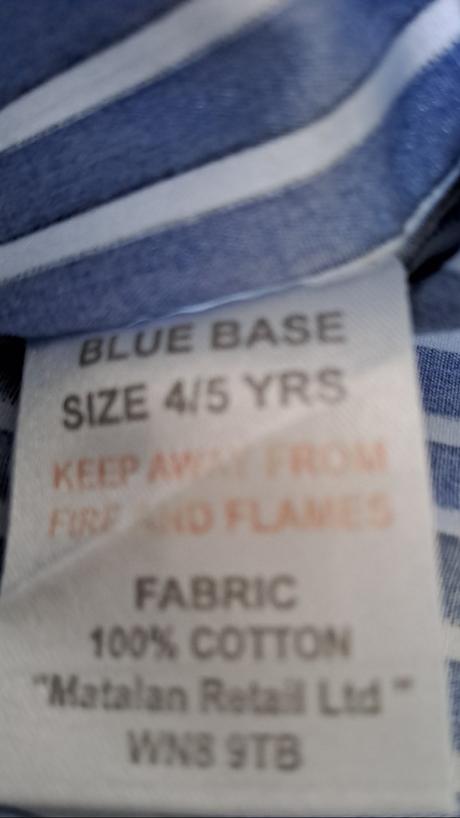 BLUE BASE
SIZE 4/5 YRS
KEEP AWAY FROM
FIRE AND FLAMES
FABRIC
100% COTTON
"Matalan Retail Ltd "
WN8 9TB